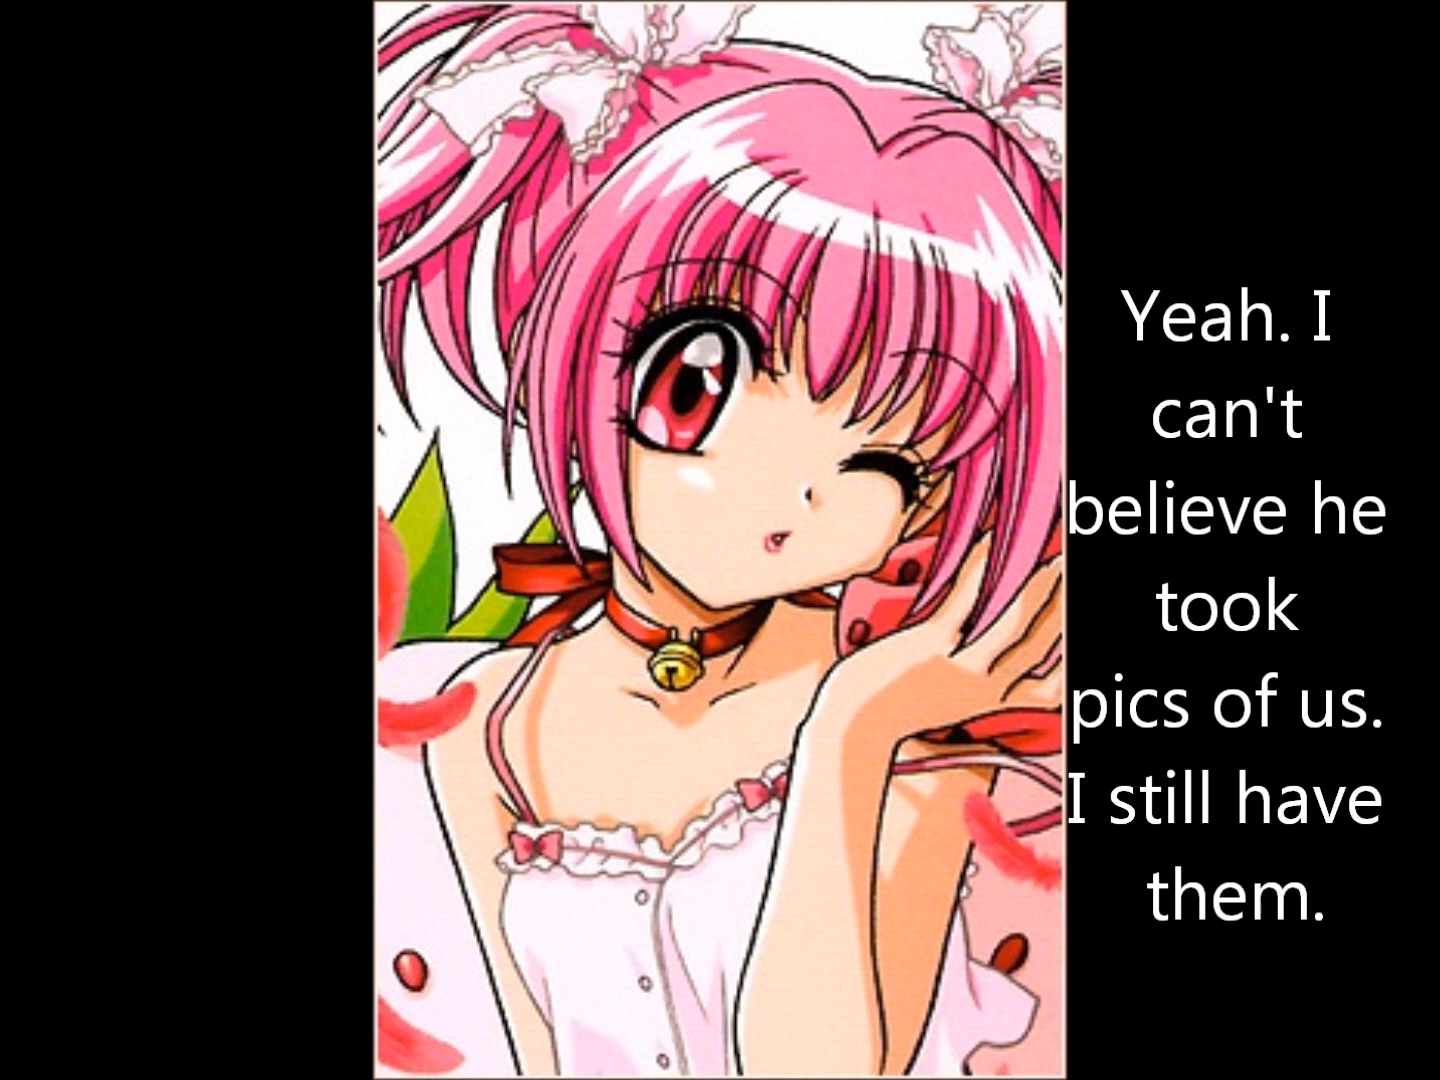 Yeah. I
can't
believe he
took
pics of us.
I still have
them.